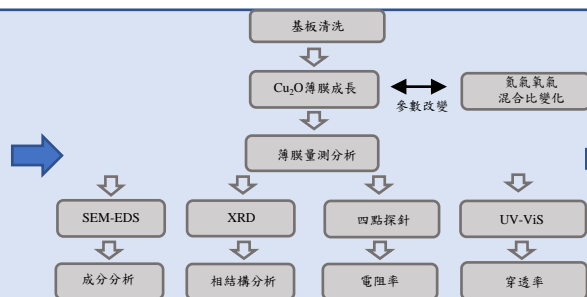 基板清洗
Cu₂O薄膜成長
參數改變
氮氣氧氣
混合比變化
薄膜量測分析
SEM-EDS
XRD
四點探針
UV-ViS
成分分析
相結構分析
電阻率
穿透率